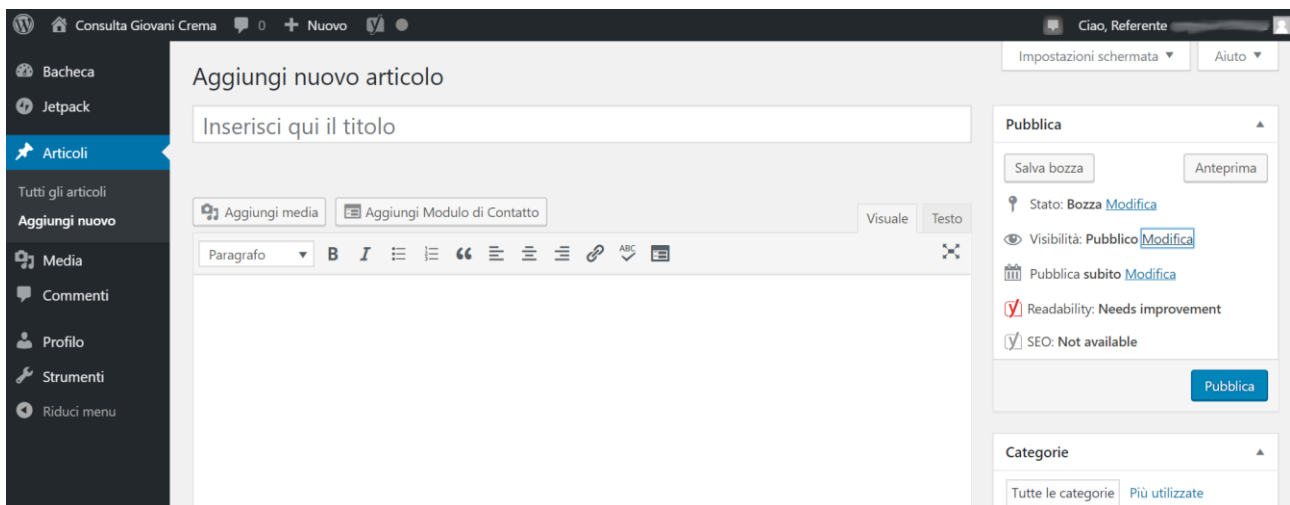 Consulta Giovani Crema 0 Nuovo Ciao, Referente
Bacheca
Jetpack
Articoli
Tutti gli articoli
Aggiungi nuovo
Media
Commenti
Profilo
Strumenti
Riduci menu
Impostazioni schermata Aiuto
Aggiungi nuovo articolo
Inserisci qui il titolo
Aggiungi media Aggiungi Modulo di Contatto
Visuale Testo
Paragrafo B I ABC
Pubblica
Salva bozza Anteprima
Stato: Bozza Modifica
Visibilità: Pubblico Modifica
Pubblica subito Modifica
Readability: Needs improvement
SEO: Not available
Pubblica
Categorie
Tutte le categorie Più utilizzate